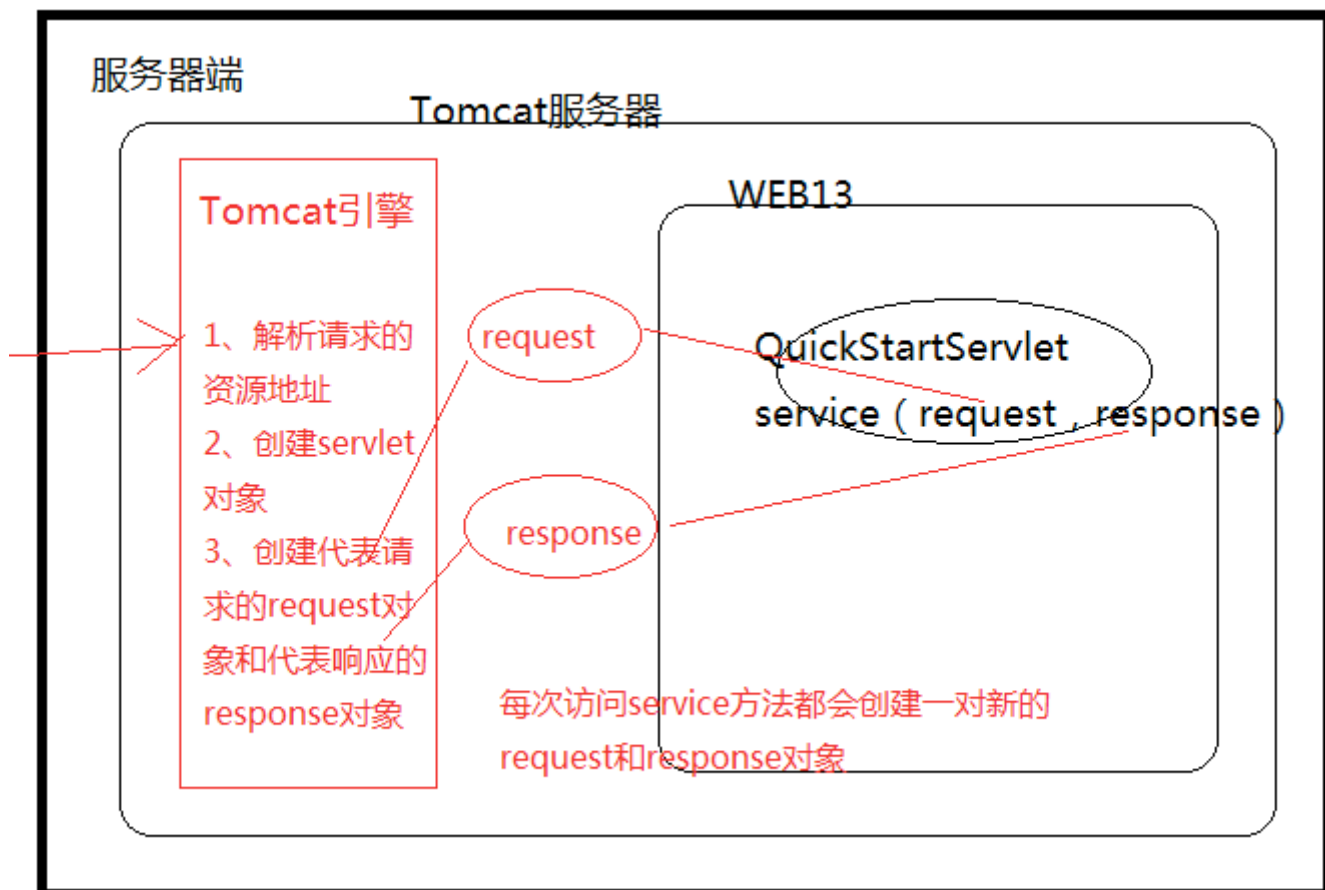 服务器端
Tomcat服务器
Tomcat引擎
1、解析请求的
资源地址
2、创建servlet
对象
3、创建代表请
求的request对
象和代表响应的
response对象
request
response
WEB13
QuickStartServlet
service（request，response）
每次访问service方法都会创建一对新的
request和response对象